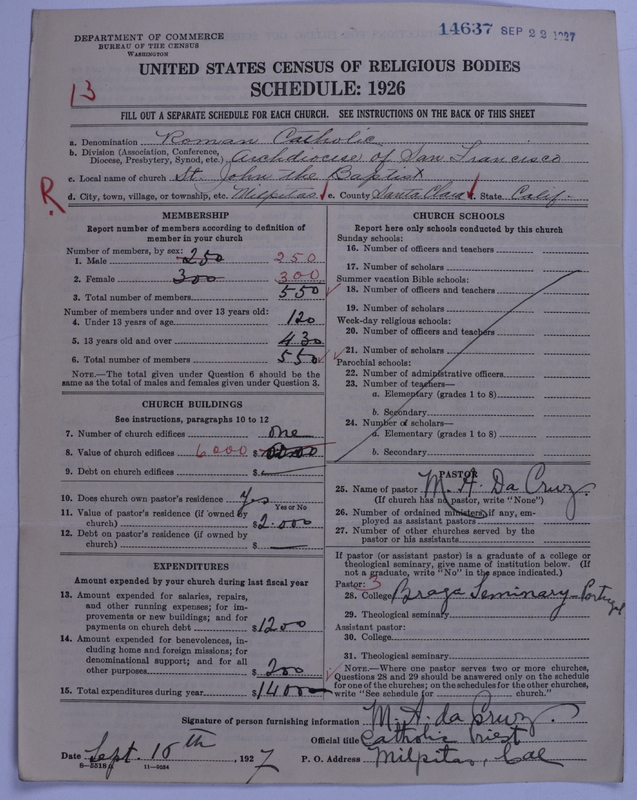 DEPARTMENT OF COMMERCE
BUREAU OF THE CENSUS
WASHINGTON
14637 SEP 22 1927
UNITED STATES CENSUS OF RELIGIOUS BODIES
SCHEDULE: 1926
13
FILL OUT A SEPARATE SCHEDULE FOR EACH CHURCH. SEE INSTRUCTIONS ON THE BACK OF THIS SHEET
a. Denomination Roman Catholic
b. Division (Association, Conference, Diocese, Presbytery, Synod, etc.) Archdiocese of San Francisco
c. Local name of church St. John the Baptist
R
d. City, town, village, or township, etc. Milpitas e. County Santa Clara f. State Calif.
MEMBERSHIP
Report number of members according to definition of
member in your church
Number of members, by sex:
1. Male 250 250
2. Female 300 300
3. Total number of members 550
Number of members under and over 13 years old:
4. Under 13 years of age 120
5. 13 years old and over 430
6. Total number of members 550
NOTE.—The total given under Question 6 should be the
same as the total of males and females given under Question 3.
CHURCH BUILDINGS
See instructions, paragraphs 10 to 12
7. Number of church edifices one
8. Value of church edifices 6000 $
9. Debt on church edifices $
10. Does church own pastor's residence? Yes
Yes or No
11. Value of pastor's residence (if owned by
church) $2.000
12. Debt on pastor's residence (if owned by
church) $
EXPENDITURES
Amount expended by your church during last fiscal year
13. Amount expended for salaries, repairs,
and other running expenses; for im-
provements or new buildings; and for
payments on church debt $1200
14. Amount expended for benevolences, in-
cluding home and foreign missions; for
denominational support; and for all
other purposes $200
15. Total expenditures during year $1400
CHURCH SCHOOLS
Report here only schools conducted by this church
Sunday schools:
16. Number of officers and teachers
17. Number of scholars
Summer vacation Bible schools:
18. Number of officers and teachers
19. Number of scholars
Week-day religious schools:
20. Number of officers and teachers
21. Number of scholars
Parochial schools:
22. Number of administrative officers
23. Number of teachers—
a. Elementary (grades 1 to 8)
b. Secondary
24. Number of scholars—
a. Elementary (grades 1 to 8)
b. Secondary
PASTOR
25. Name of pastor M. A. Da Cruz.
(If church has no pastor, write "None")
26. Number of ordained ministers, if any, em-
ployed as assistant pastors
27. Number of other churches served by the
pastor or his assistants
If pastor (or assistant pastor) is a graduate of a college or
theological seminary, give name of institution below. (If
not a graduate, write "No" in the space indicated.)
Pastor: 3
28. College Braga Seminary - Portugal
29. Theological seminary
Assistant pastor:
30. College
31. Theological seminary
NOTE.—Where one pastor serves two or more churches,
Questions 28 and 29 should be answered only on the schedule
for one of the churches; on the schedules for the other churches,
write "See schedule for church."
Signature of person furnishing information M. A. da Cruz.
Official title Catholic Priest
Date Sept. 10th, 1927 P. O. Address Milpitas, Cal
8-5518a 11-9034